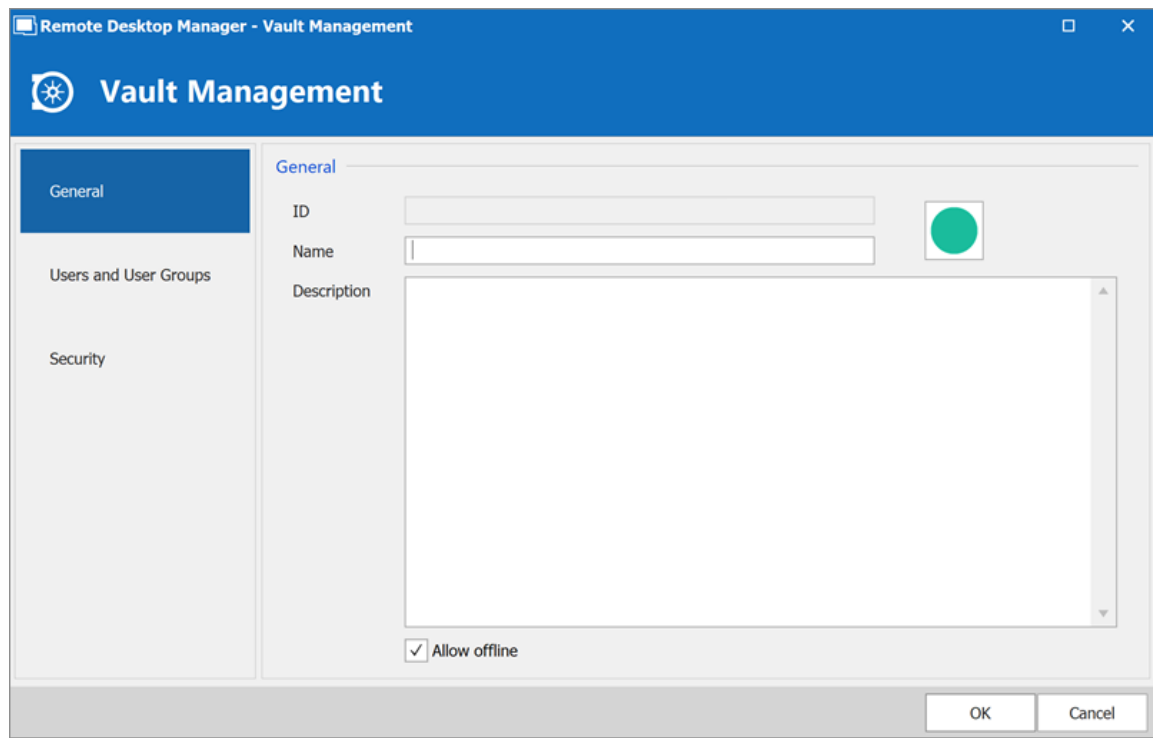 Remote Desktop Manager - Vault Management
Vault Management
General
Users and User Groups
Security
General
ID
Name
Description
Allow offline
OK
Cancel